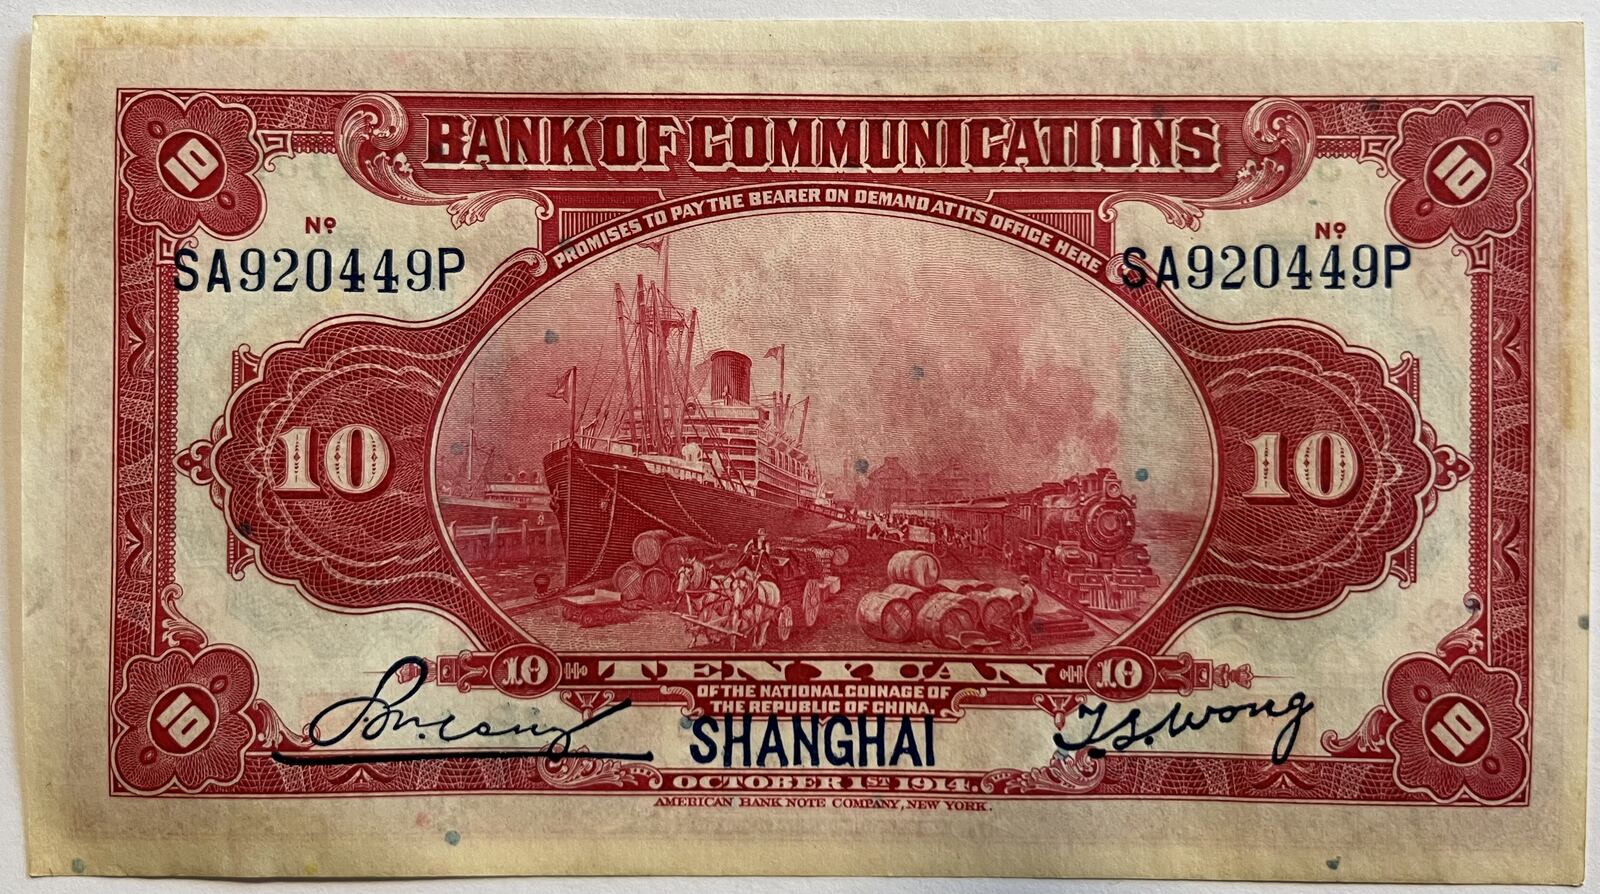 BANK OF COMMUNICATIONS
PROMISES TO PAY THE BEARER ON DEMAND AT ITS OFFICE HERE
10
10
Nº
SA920449P
Nº
SA920449P
10
10
10 TEN YUAN 10
OF THE NATIONAL COINAGE OF
THE REPUBLIC OF CHINA.
SHANGHAI
T.S. Wong
10
10
OCTOBER 1ST 1914.
AMERICAN BANK NOTE COMPANY, NEW YORK.